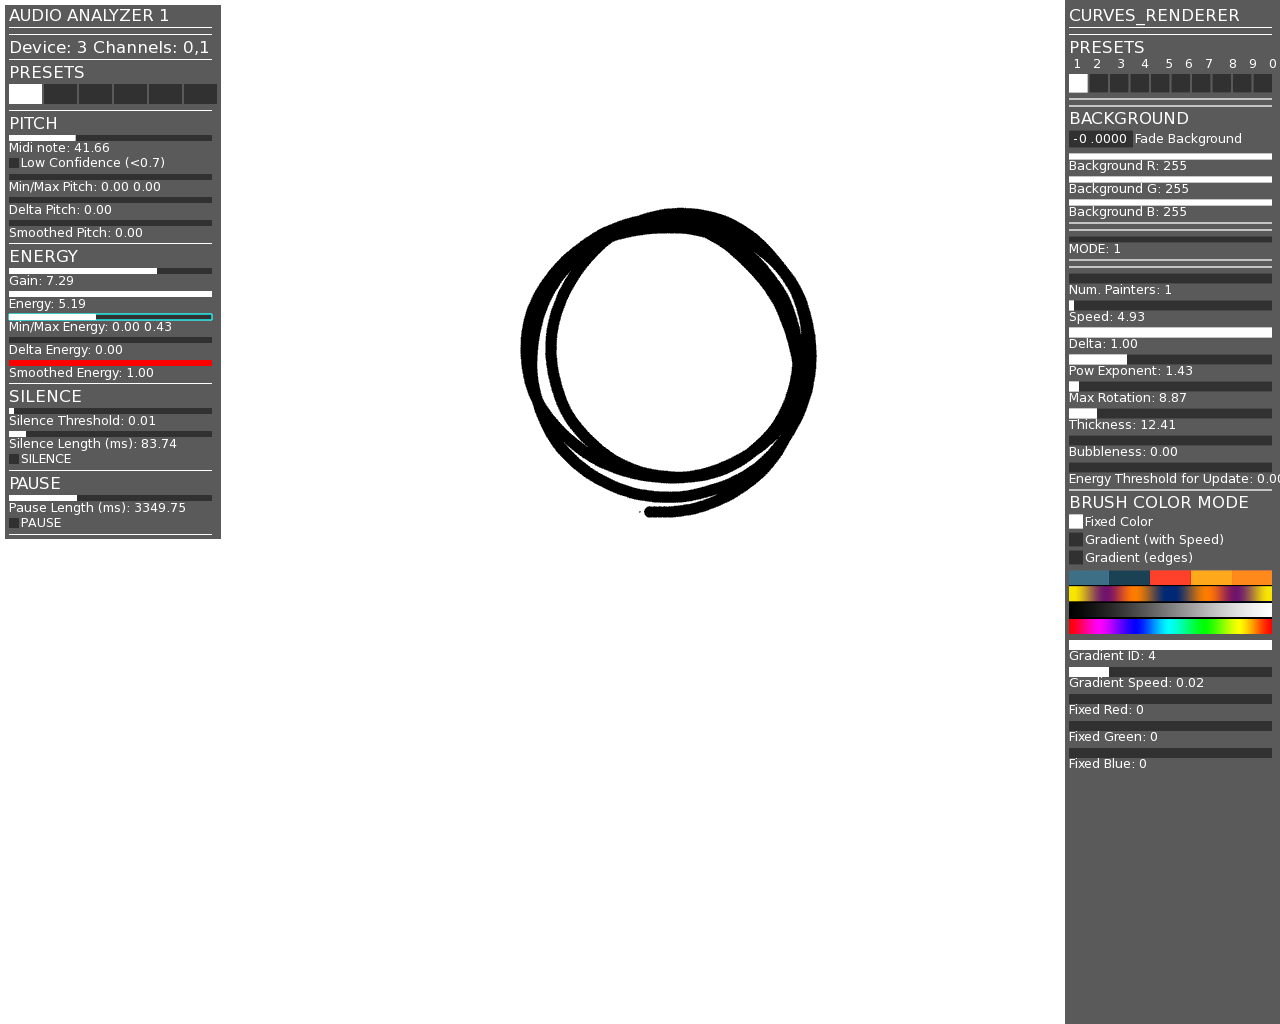 AUDIO ANALYZER 1
Device: 3 Channels: 0,1
PRESETS
PITCH
Midi note: 41.66
Low Confidence (<0.7)
Min/Max Pitch: 0.00 0.00
Delta Pitch: 0.00
Smoothed Pitch: 0.00
ENERGY
Gain: 7.29
Energy: 5.19
Min/Max Energy: 0.00 0.43
Delta Energy: 0.00
Smoothed Energy: 1.00
SILENCE
Silence Threshold: 0.01
Silence Length (ms): 83.74
SILENCE
PAUSE
Pause Length (ms): 3349.75
PAUSE
CURVES_RENDERER
PRESETS
1 2 3 4 5 6 7 8 9 0
BACKGROUND
-0 .0000 Fade Background
Background R: 255
Background G: 255
Background B: 255
MODE: 1
Num. Painters: 1
Speed: 4.93
Delta: 1.00
Pow Exponent: 1.43
Max Rotation: 8.87
Thickness: 12.41
Bubbleness: 0.00
Energy Threshold for Update: 0.00
BRUSH COLOR MODE
Fixed Color
Gradient (with Speed)
Gradient (edges)
Gradient ID: 4
Gradient Speed: 0.02
Fixed Red: 0
Fixed Green: 0
Fixed Blue: 0